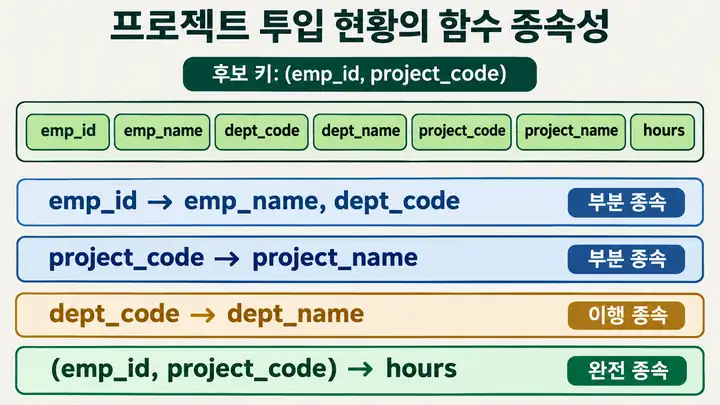 프로젝트 투입 현황의 함수 종속성
후보 키: (emp_id, project_code)
emp_id emp_name dept_code dept_name project_code project_name hours
emp_id → emp_name, dept_code 부분 종속
project_code → project_name 부분 종속
dept_code → dept_name 이행 종속
(emp_id, project_code) → hours 완전 종속